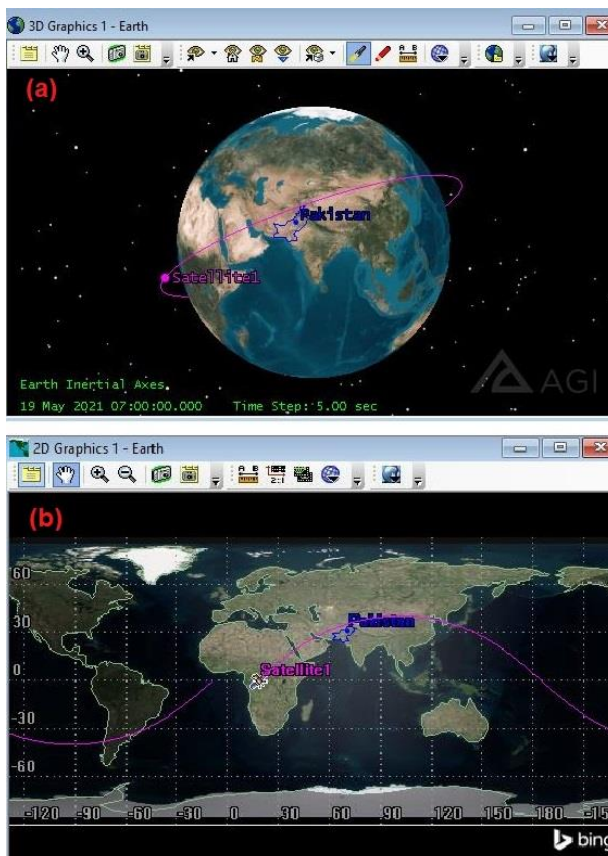 3D Graphics 1 - Earth
(a)
Pakistan
Satellite1
AGI
Earth Inertial Axes
19 May 2021 07:00:00.000 Time Step: 5.00 sec
2D Graphics 1 - Earth
(b)
60
30
Pakistan
Satellite1
0
-30
-60
-120 -90 -60 -30 0 30 60 90 120 150 180
bing